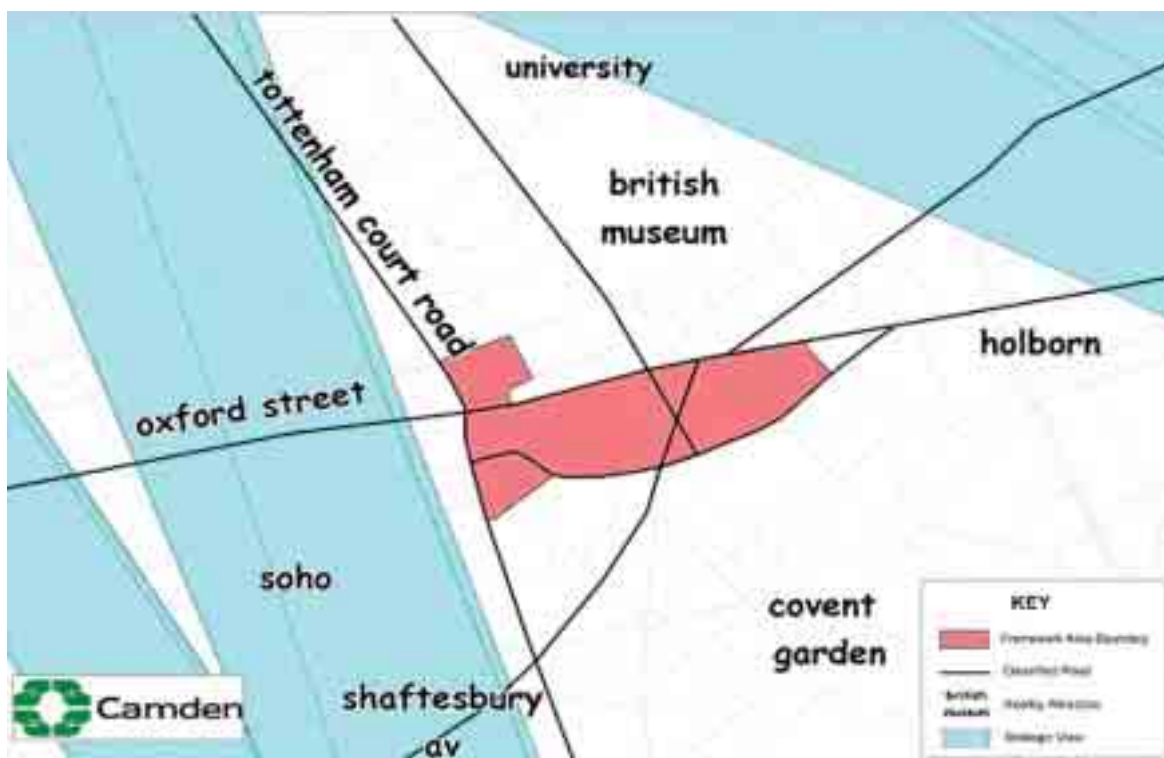 university
tottenham court road
british
museum
holborn
oxford street
soho
covent
garden
shaftesbury
av
Camden
KEY
Framework Area Boundary
Classified Road
british
museum
Nearby
Strategic View